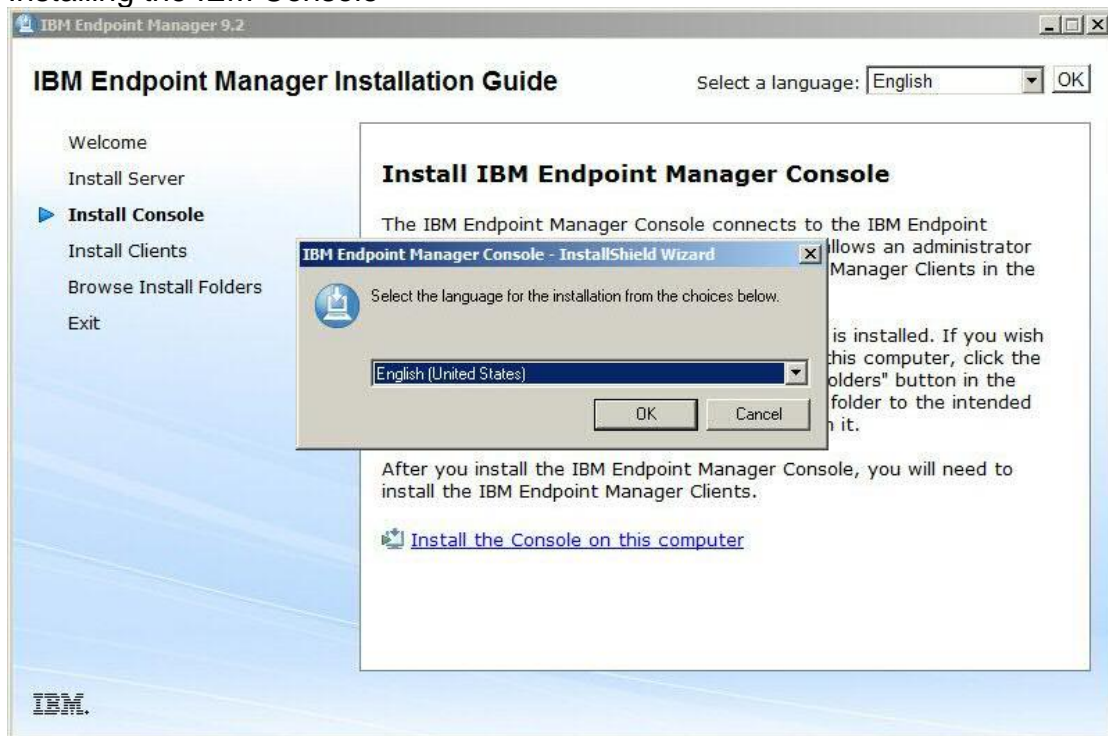 Installing the IEM Console
IBM Endpoint Manager 9.2
IBM Endpoint Manager Installation Guide
Select a language: English OK
Welcome
Install Server
Install Console
Install Clients
Browse Install Folders
Exit
Install IBM Endpoint Manager Console
The IBM Endpoint Manager Console connects to the IBM Endpoint
llows an administrator
Manager Clients in the
is installed. If you wish
this computer, click the
olders" button in the
folder to the intended
it.
IBM Endpoint Manager Console - InstallShield Wizard
Select the language for the installation from the choices below.
English (United States)
OK Cancel
After you install the IBM Endpoint Manager Console, you will need to
install the IBM Endpoint Manager Clients.
Install the Console on this computer
IBM.